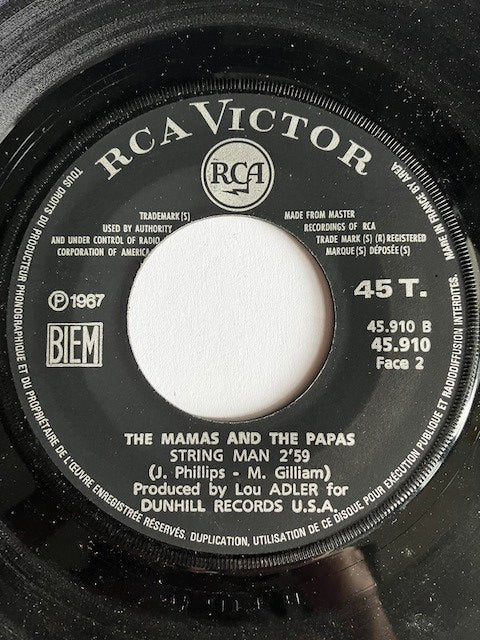 RCA VICTOR
RCA
TRADEMARK(S)
USED BY AUTHORITY
AND UNDER CONTROL OF RADIO
CORPORATION OF AMERICA
MADE FROM MASTER
RECORDINGS OF RCA
TRADE MARK(S) (R) REGISTERED
MARQUE(S) DÉPOSÉE(S)
Ⓟ1967
BIEM
45 T.
45.910 B
45.910
Face 2
THE MAMAS AND THE PAPAS
STRING MAN 2'59
(J. Phillips - M. Gilliam)
Produced by Lou ADLER for
DUNHILL RECORDS U.S.A.
TOUS DROITS DU PRODUCTEUR PHONOGRAPHIQUE ET DU PROPRIÉTAIRE DE L'ŒUVRE ENREGISTRÉE RÉSERVÉS. DUPLICATION, UTILISATION DE CE DISQUE POUR EXÉCUTION PUBLIQUE ET RADIODIFFUSION INTERDITES.
MADE IN FRANCE BY AREA